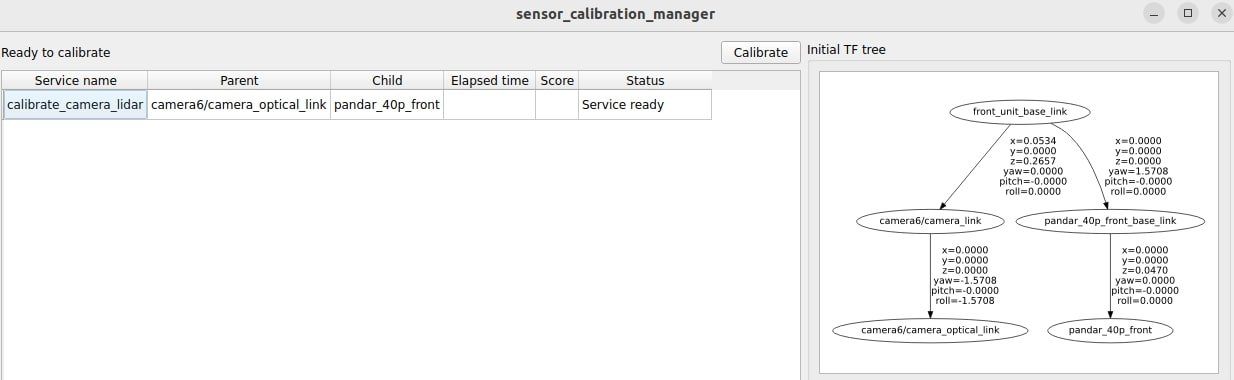 sensor_calibration_manager
Ready to calibrate
Calibrate
Initial TF tree
Service name Parent Child Elapsed time Score Status
calibrate_camera_lidar camera6/camera_optical_link pandar_40p_front Service ready
front_unit_base_link
x=0.0534
y=0.0000
z=0.2657
yaw=0.0000
pitch=-0.0000
roll=0.0000
x=0.0000
y=0.0000
z=0.0000
yaw=1.5708
pitch=-0.0000
roll=0.0000
camera6/camera_link
pandar_40p_front_base_link
x=0.0000
y=0.0000
z=0.0000
yaw=-1.5708
pitch=-0.0000
roll=-1.5708
x=0.0000
y=0.0000
z=0.0470
yaw=0.0000
pitch=-0.0000
roll=0.0000
camera6/camera_optical_link
pandar_40p_front